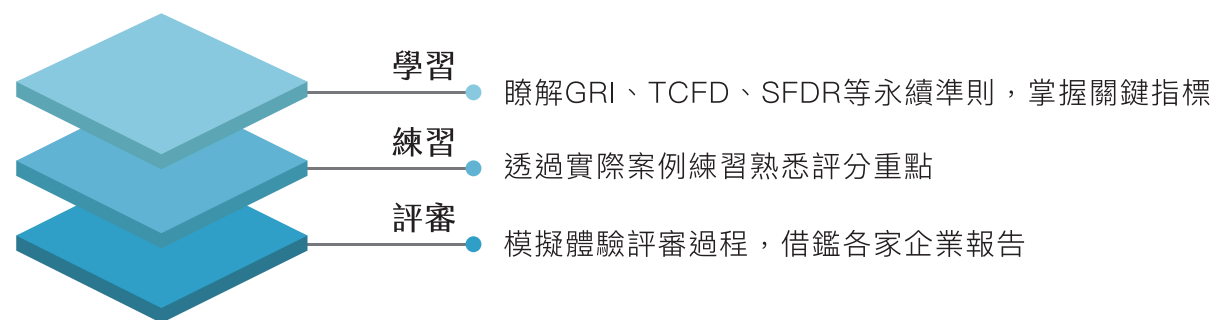 學習
瞭解GRI、TCFD、SFDR等永續準則，掌握關鍵指標
練習
透過實際案例練習熟悉評分重點
評審
模擬體驗評審過程，借鑑各家企業報告